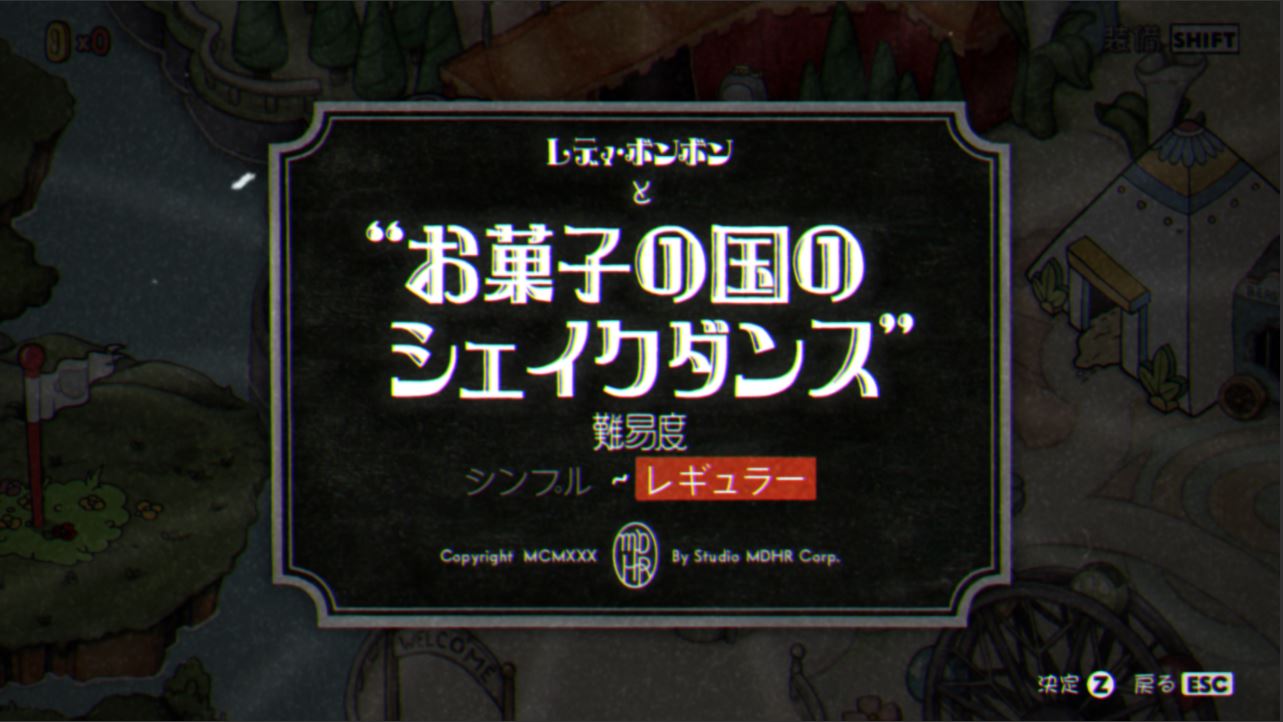 x0
装備 SHIFT
レディ・ボンボン
と
“お菓子の国の
シェイクダンス”
難易度
シンプル ~ レギュラー
Copyright MCMXXX MDHR By Studio MDHR Corp.
WELCOME
決定 Z 戻る ESC